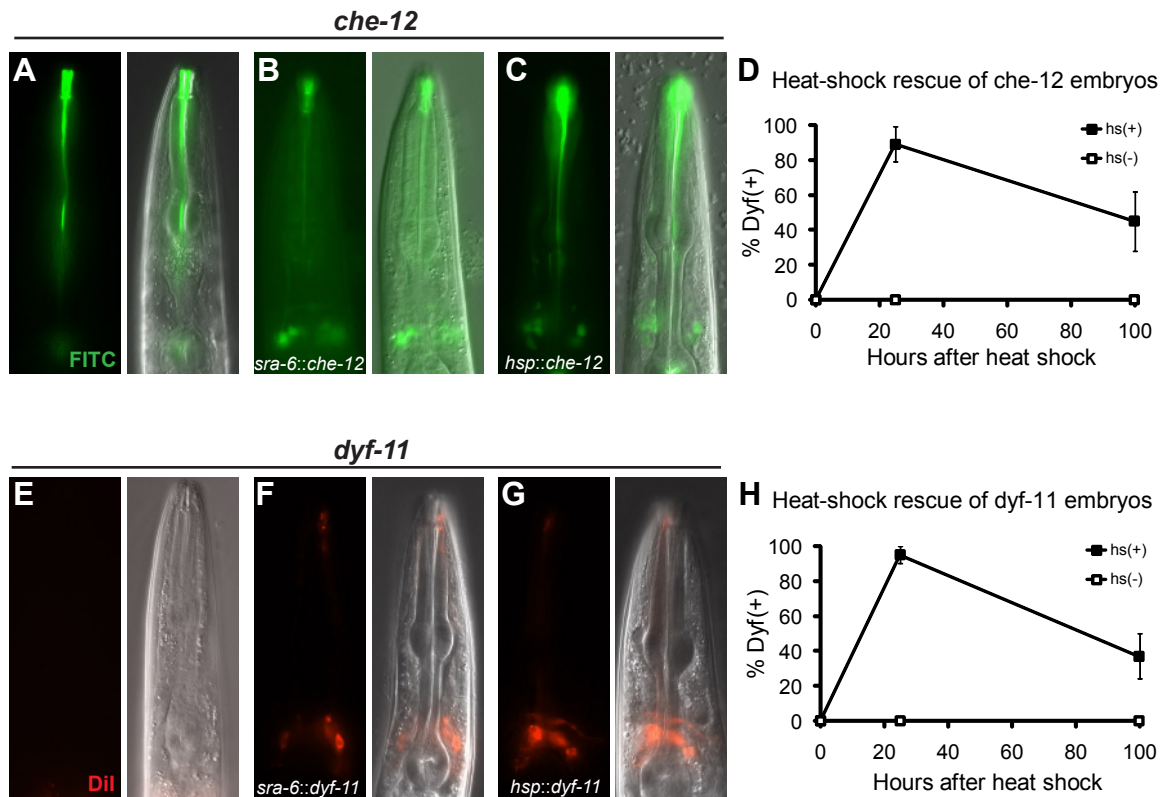 che-12
A
B
C
D Heat-shock rescue of che-12 embryos
FITC
sra-6::che-12
hsp::che-12
% Dyf(+)
100
80
60
40
20
0
hs(+)
hs(-)
0 20 40 60 80 100
Hours after heat shock
dyf-11
E
F
G
H Heat-shock rescue of dyf-11 embryos
DiI
sra-6::dyf-11
hsp::dyf-11
% Dyf(+)
100
80
60
40
20
0
hs(+)
hs(-)
0 20 40 60 80 100
Hours after heat shock